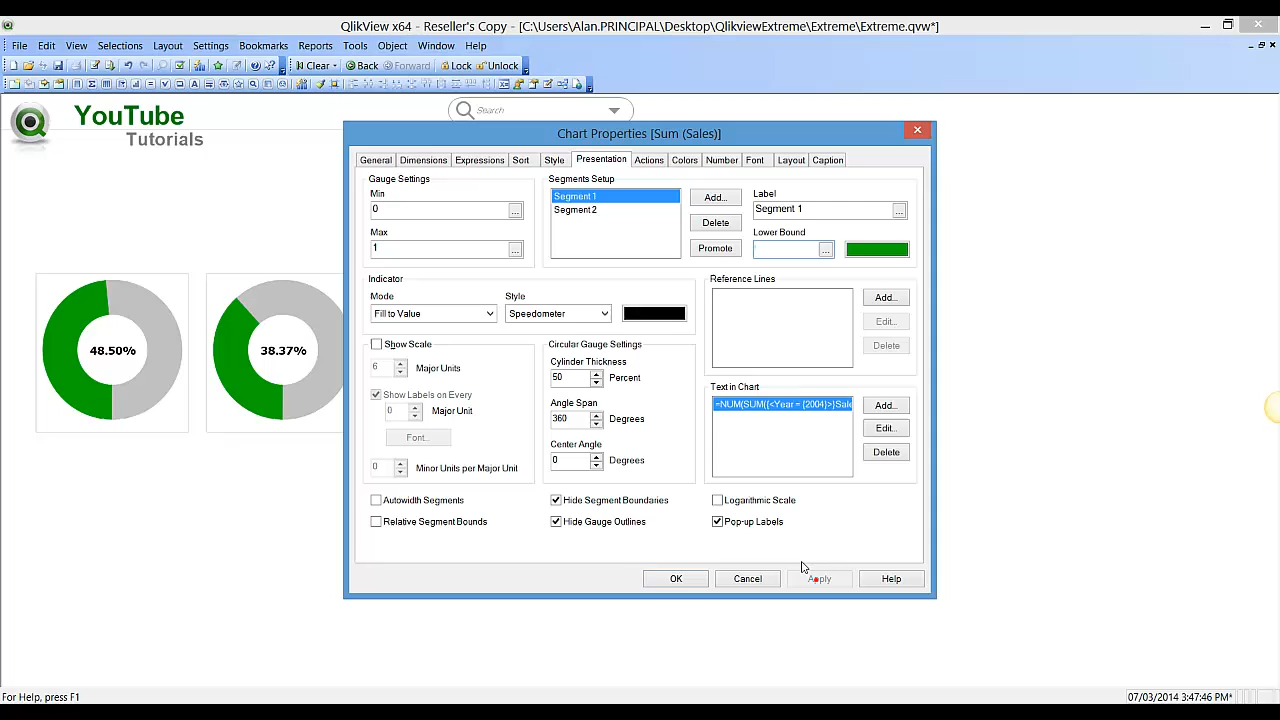 QlikView x64 - Reseller's Copy - [C:\Users\Alan.PRINCIPAL\Desktop\QlikviewExtreme\Extreme\Extreme.qvw*]
File Edit View Selections Layout Settings Bookmarks Reports Tools Object Window Help
Clear Back Forward Lock Unlock
YouTube
Tutorials
Search
Chart Properties [Sum (Sales)]
General Dimensions Expressions Sort Style Presentation Actions Colors Number Font Layout Caption
Gauge Settings
Min
0
...
Max
1
...
Segments Setup
Segment 1
Segment 2
Add...
Delete
Promote
Label
Segment 1
...
Lower Bound
...
Indicator
Mode
Fill to Value
Style
Speedometer
Reference Lines
Add...
Edit...
Delete
Show Scale
6
Major Units
Show Labels on Every
0
Major Unit
Font...
0
Minor Units per Major Unit
Circular Gauge Settings
Cylinder Thickness
50
Percent
Angle Span
360
Degrees
Center Angle
0
Degrees
Text in Chart
=NUM(SUM({<Year = {2004}>}Sale
Add...
Edit...
Delete
Autowidth Segments
Relative Segment Bounds
Hide Segment Boundaries
Hide Gauge Outlines
Logarithmic Scale
Pop-up Labels
OK Cancel Apply Help
48.50%
38.37%
For Help, press F1
07/03/2014 3:47:46 PM*